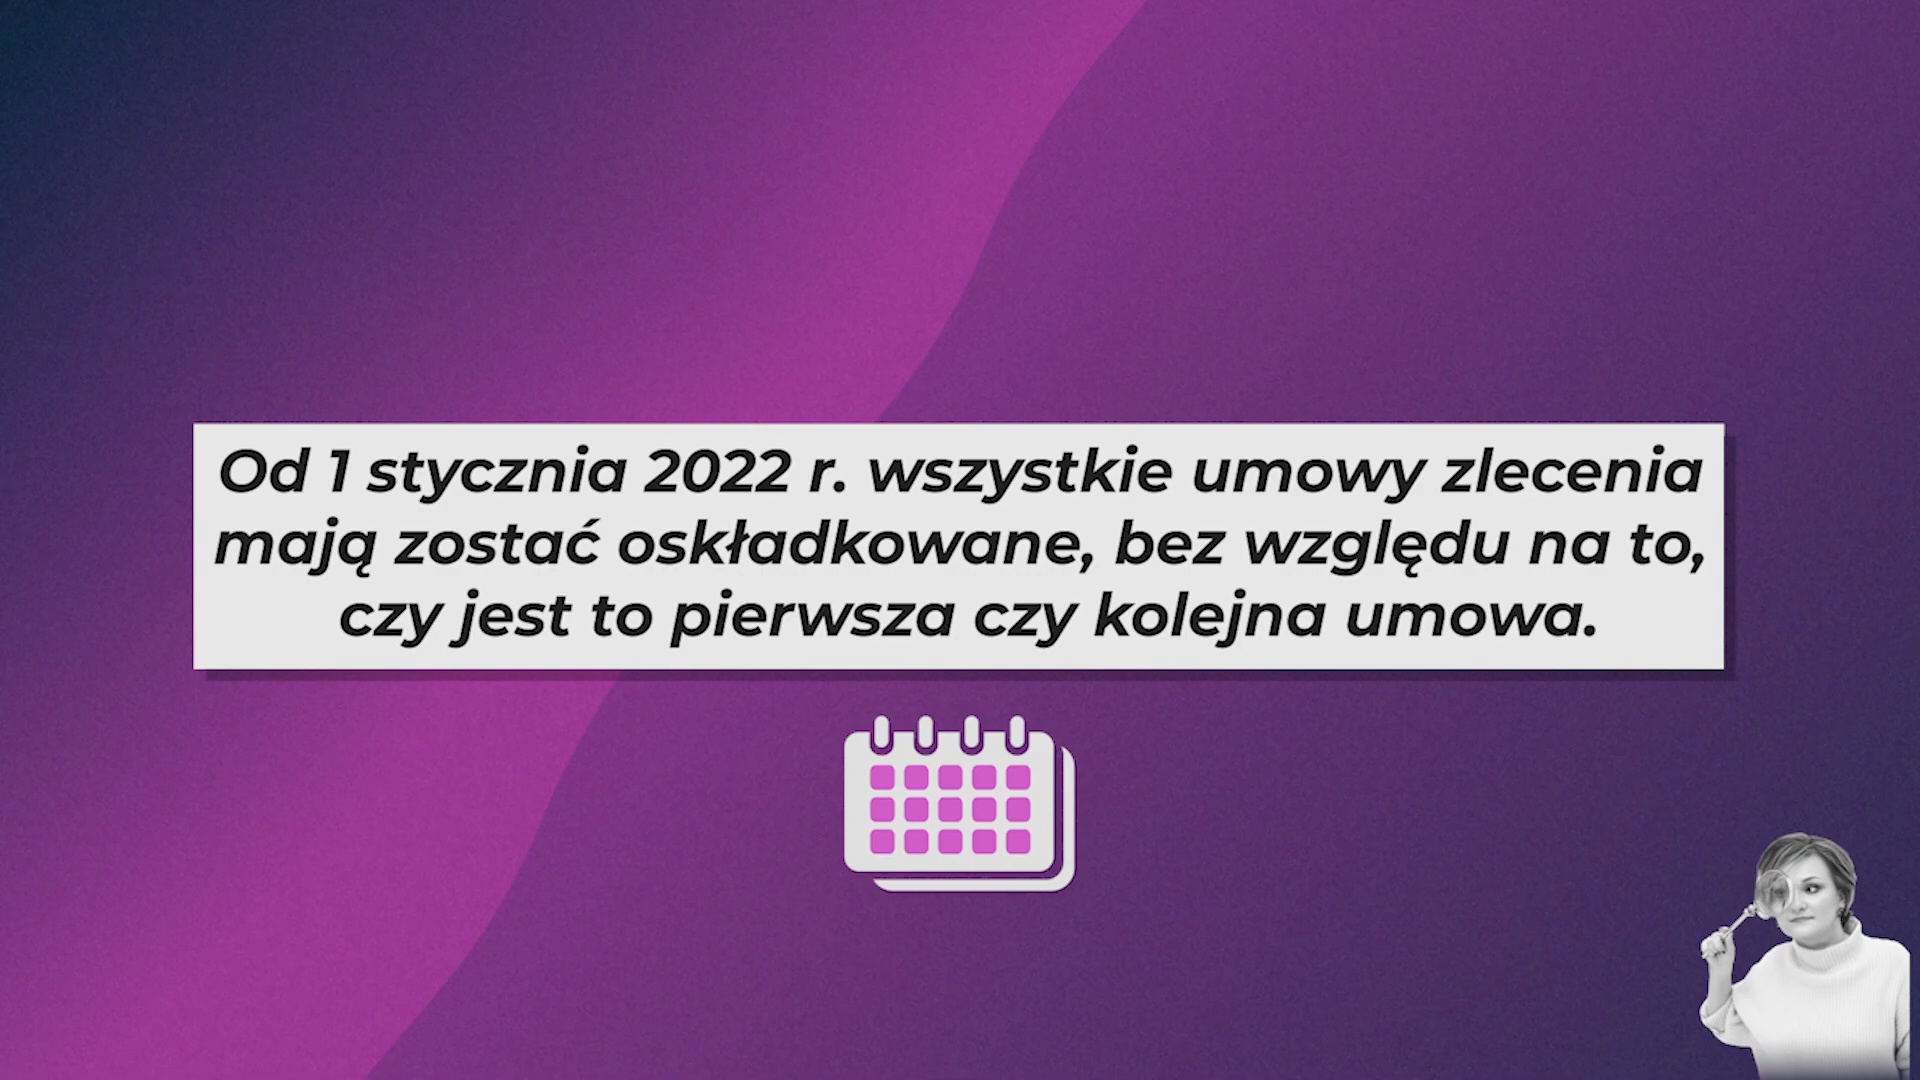 Od 1 stycznia 2022 r. wszystkie umowy zlecenia
mają zostać oskładkowane, bez względu na to,
czy jest to pierwsza czy kolejna umowa.